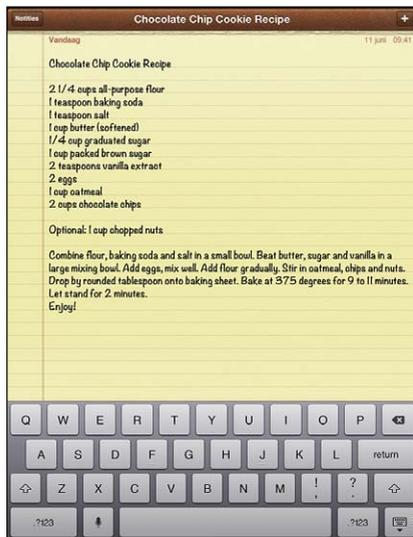 Notities
Chocolate Chip Cookie Recipe
+
Vandaag
11 juni 09:41
Chocolate Chip Cookie Recipe
2 1/4 cups all-purpose flour
1 teaspoon baking soda
1 teaspoon salt
1 cup butter (softened)
1/4 cup graduated sugar
1 cup packed brown sugar
2 teaspoons vanilla extract
2 eggs
1 cup oatmeal
2 cups chocolate chips
Optional: 1 cup chopped nuts
Combine flour, baking soda and salt in a small bowl. Beat butter, sugar and vanilla in a
large mixing bowl. Add eggs, mix well. Add flour gradually. Stir in oatmeal, chips and nuts.
Drop by rounded tablespoon onto baking sheet. Bake at 375 degrees for 9 to 11 minutes.
Let stand for 2 minutes.
Enjoy!
Q W E R T Y U I O P
A S D F G H J K L return
Z X C V B N M ! , ? .
.?123 .?123